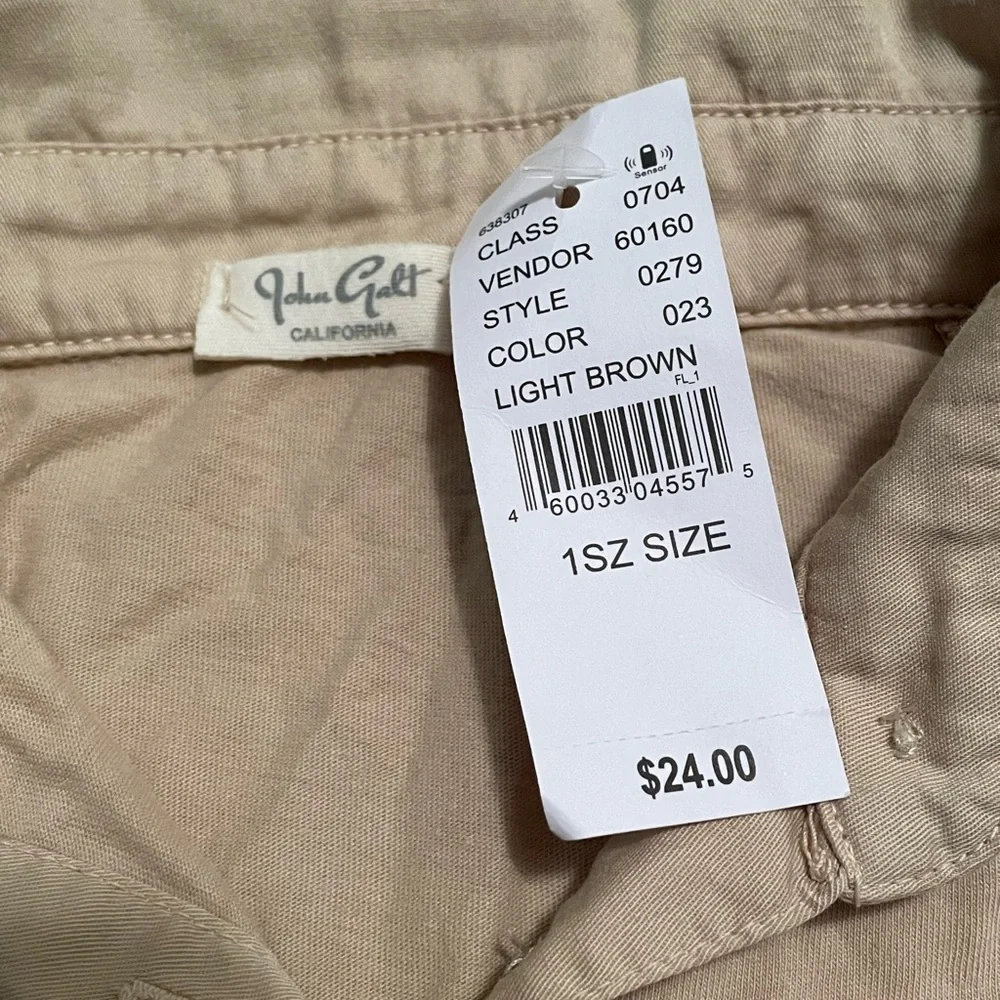 John Galt
CALIFORNIA
Sensor
638307
CLASS 0704
VENDOR 60160
STYLE 0279
COLOR 023
LIGHT BROWN
FL_1
4 60033 04557 5
1SZ SIZE
$24.00